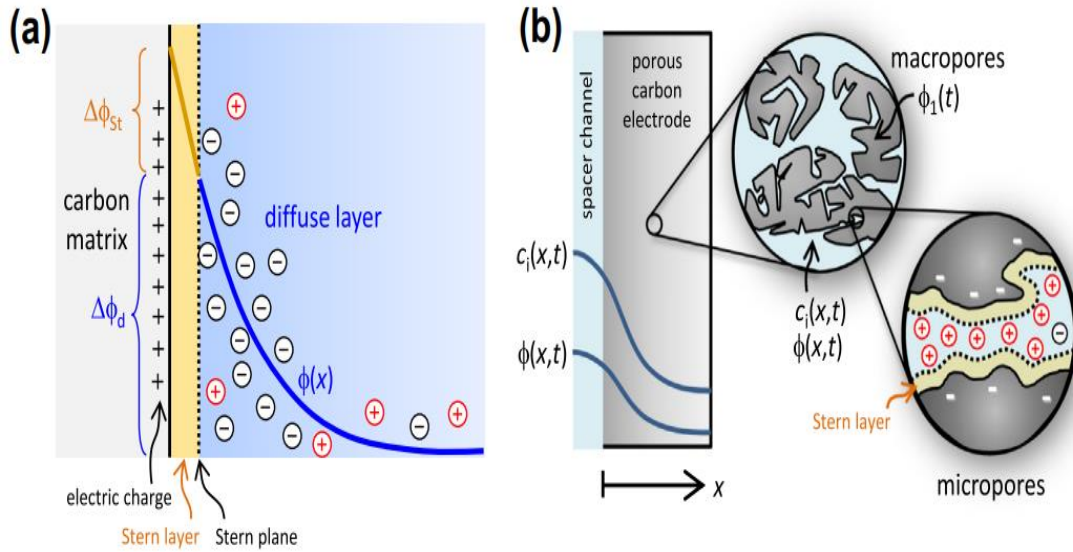 (a)
ΔϕSt
carbon
matrix
Δϕd
diffuse layer
ϕ(x)
electric charge
Stern layer
Stern plane
(b)
spacer channel
porous
carbon
electrode
macropores
ϕ1(t)
ci(x,t)
ϕ(x,t)
ci(x,t)
ϕ(x,t)
Stern layer
micropores
x